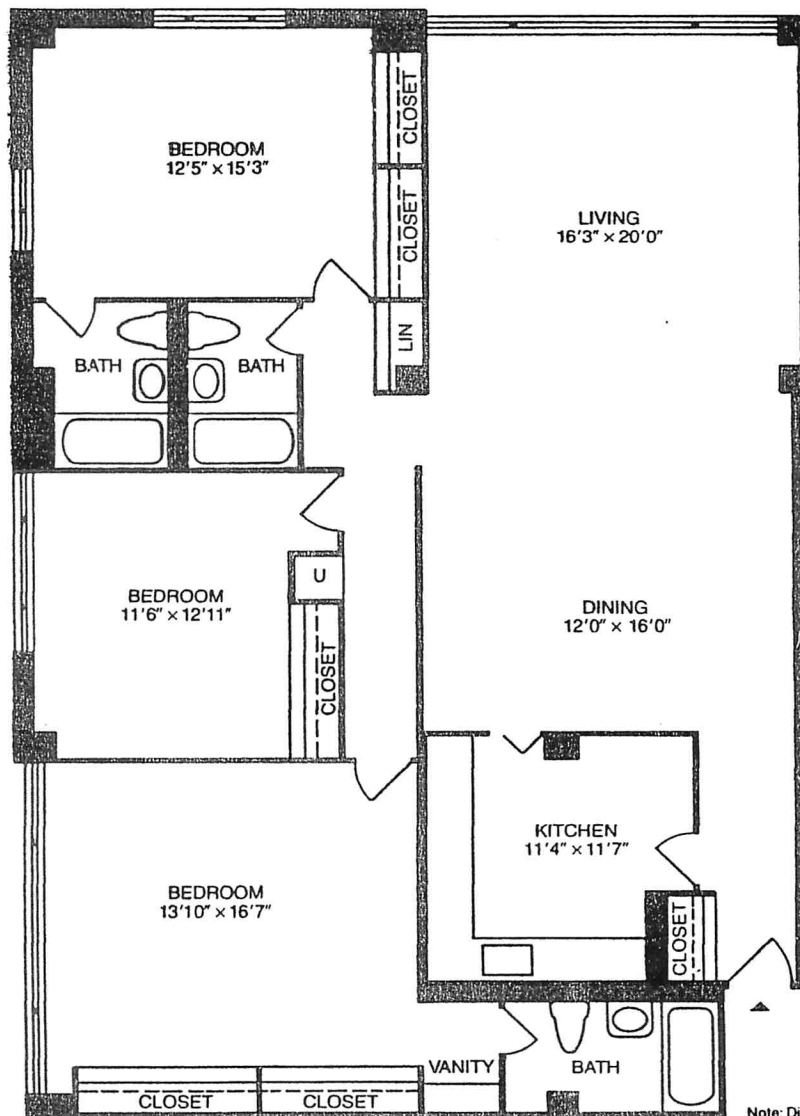 BEDROOM
12'5" × 15'3"
CLOSET
CLOSET
LIVING
16'3" × 20'0"
LIN
BATH
BATH
BEDROOM
11'6" × 12'11"
U
CLOSET
DINING
12'0" × 16'0"
KITCHEN
11'4" × 11'7"
BEDROOM
13'10" × 16'7"
CLOSET
VANITY
BATH
CLOSET
CLOSET
Note: